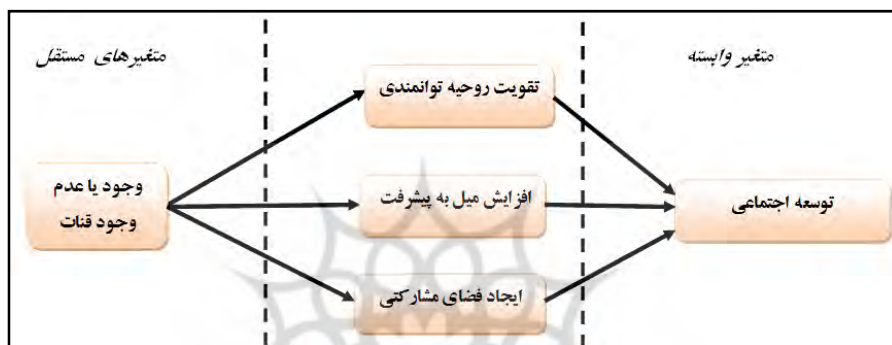 متغیرهای مستقل
متغیر وابسته
تقویت روحیه توانمندی
وجود یا عدم
وجود قنات
افزایش میل به پیشرفت
توسعه اجتماعی
ایجاد فضای مشارکتی